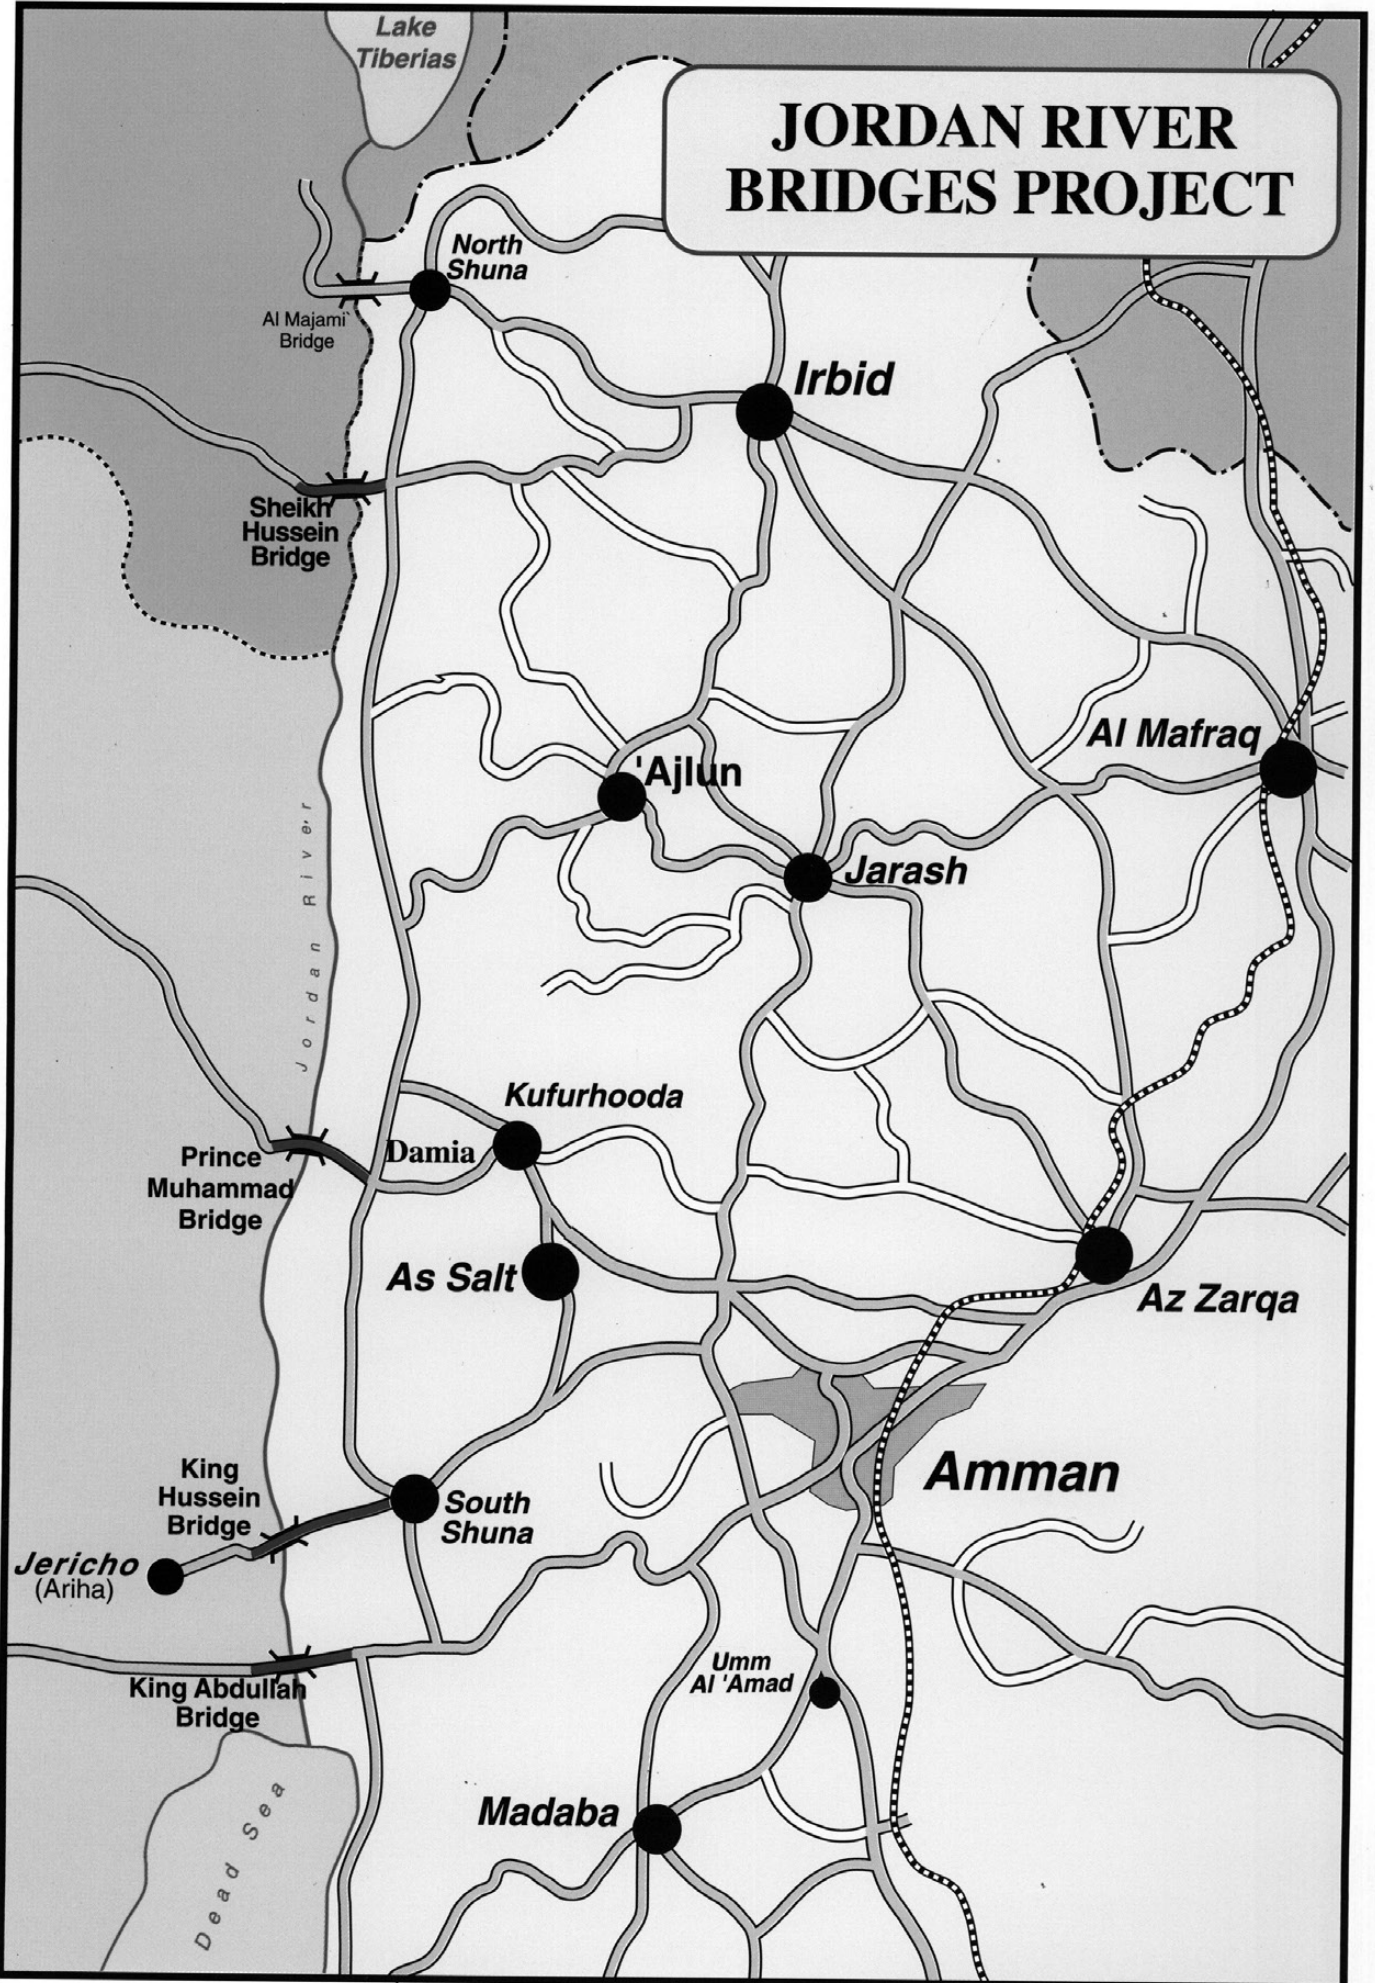 Lake
Tiberias
JORDAN RIVER
BRIDGES PROJECT
North
Shuna
Al Majami`
Bridge
Irbid
Sheikh
Hussein
Bridge
Al Mafraq
'Ajlun
Jarash
Jordan River
Kufurhooda
Damia
Prince
Muhammad
Bridge
As Salt
Az Zarqa
Amman
King
Hussein
Bridge
South
Shuna
Jericho
(Ariha)
Umm
Al 'Amad
King Abdullah
Bridge
Madaba
Dead Sea